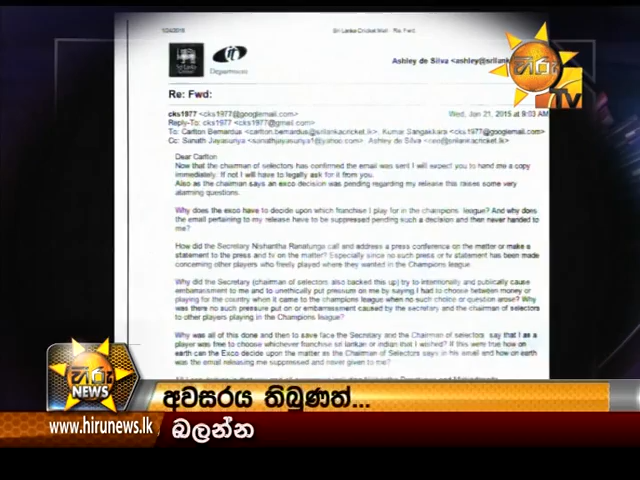 1/24/2015
Sri Lanka Cricket Mail - Re: Fwd:
හිරු
TV
Ashley de Silva <ashley@srilank
Re: Fwd:
cks1977 <cks1977@googlemail.com>
Wed, Jan 21, 2015 at 9:03 AM
Reply-To: cks1977 <cks1977@gmail.com>
To: Carlton Bernardus <carlton.bernardus@srilankacricket.lk>, Kumar Sangakkara <cks1977@googlemail.com>
Cc: Sanath Jayasuriya <sanathjayasuriya1@yahoo.com>, Ashley de Silva <ceo@srilankacricket.lk>
Dear Carlton
Now that the chairman of selectors has confirmed the email was sent I will expect you to hand me a copy
immediately. If not I will have to legally ask for it from you.
Also as the chairman says an exco decision was pending regarding my release this raises some very
alarming questions.
Why does the exco have to decide upon which franchise I play for in the champions league? And why does
the email pertaining to my release have to be suppressed pending such a decision and then never handed to
me?
How did the Secretary Nishantha Ranatunga call and address a press conference on the matter or make a
statement to the press and tv on the matter? Especially since no such press or tv statement has been made
concerning other players who freely played where they wanted in the Champions league.
Why did the Secretary (chairman of selectors also backed this up) try to intentionally and publically cause
embarrassment to me and to unethically put pressure on me by saying I had to choose between money or
playing for the country when it came to the champions league when no such choice or question arose? Why
was there no such pressure put on or embarrassment caused by the secretary and the chairman of selectors
to other players playing in the Champions league?
Why was all of this done and then to save face the Secretary and the Chairman of selectors say that I as a
player was free to choose whichever franchise sri lankan or indian that I wished? If this were true how on
earth can the Exco decide upon the matter as the Chairman of Selectors says in his email and how on earth
was the email releasing me suppressed and never given to me?
හිරු
NEWS
අවසරය තිබුණත්...
www.hirunews.lk
බලන්න